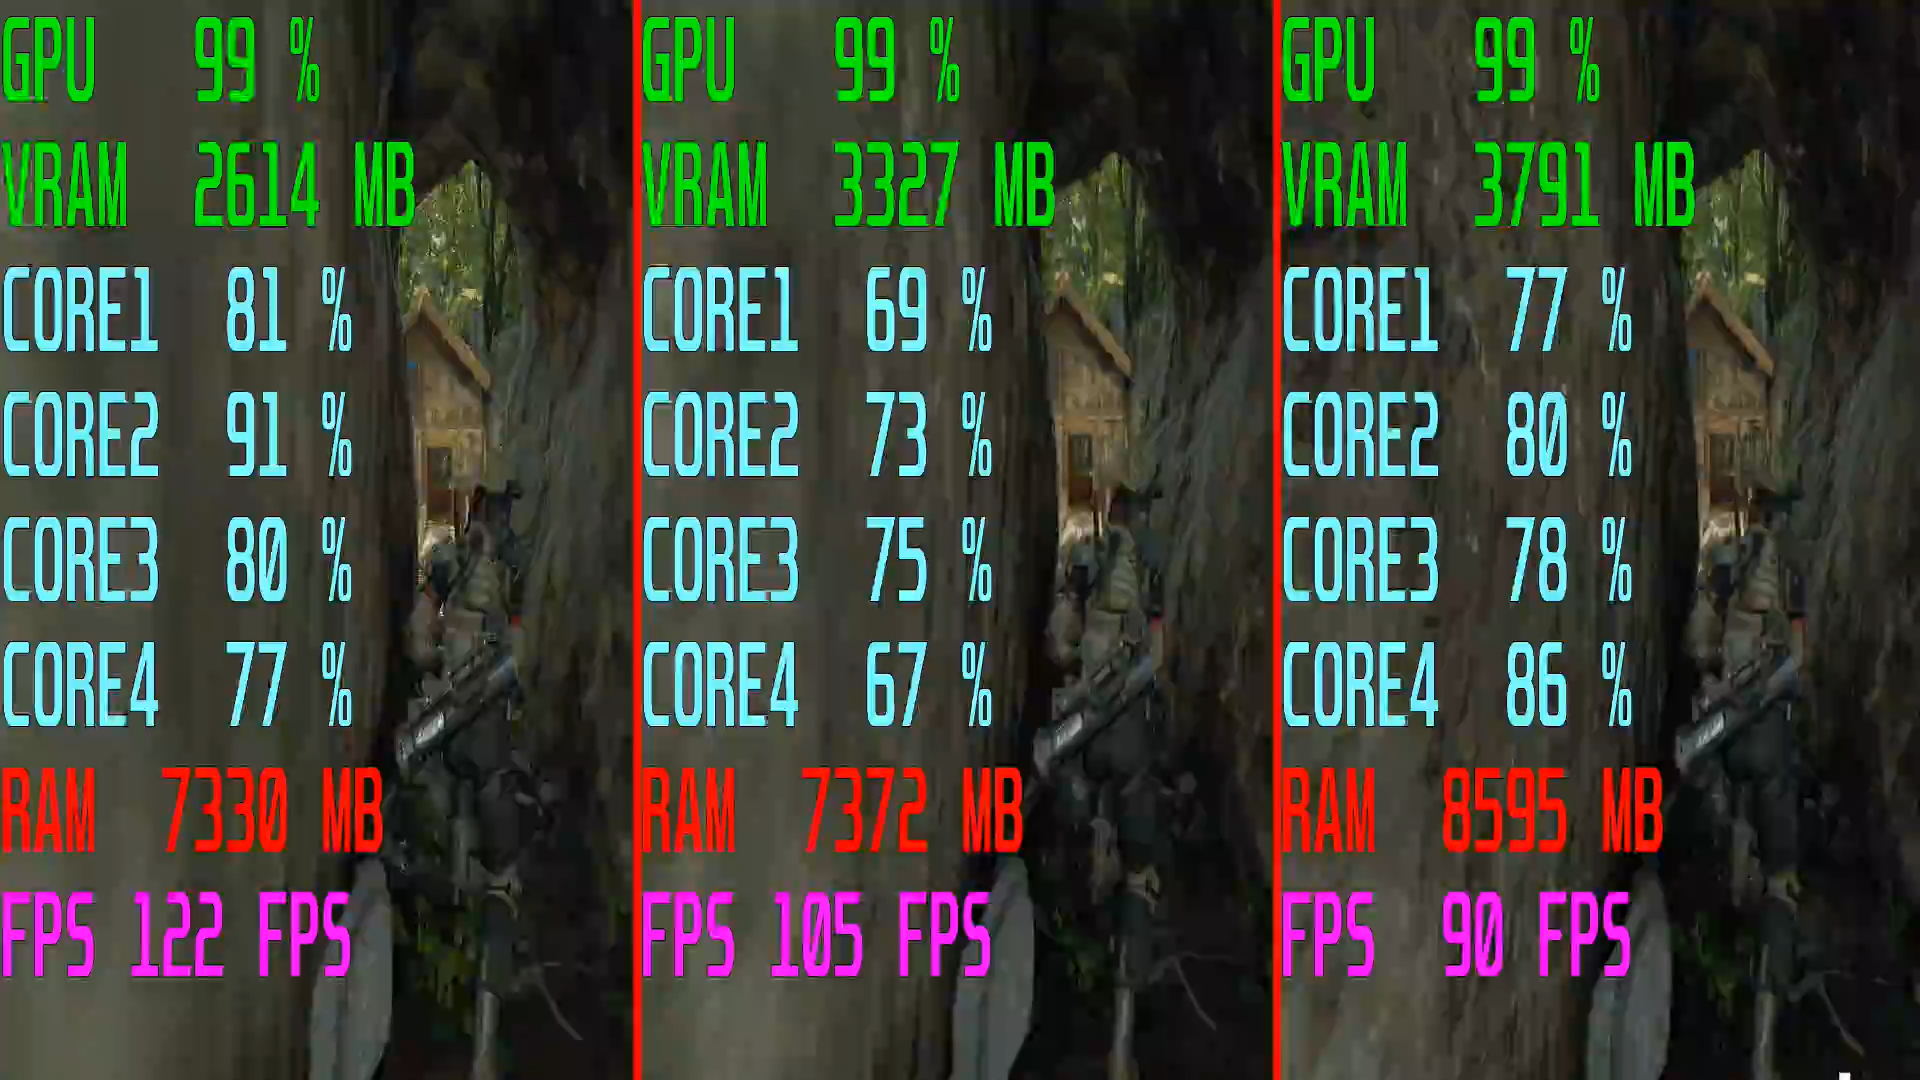 GPU 99 %
VRAM 2614 MB
CORE1 81 %
CORE2 91 %
CORE3 80 %
CORE4 77 %
RAM 7330 MB
FPS 122 FPS
GPU 99 %
VRAM 3327 MB
CORE1 69 %
CORE2 73 %
CORE3 75 %
CORE4 67 %
RAM 7372 MB
FPS 105 FPS
GPU 99 %
VRAM 3791 MB
CORE1 77 %
CORE2 80 %
CORE3 78 %
CORE4 86 %
RAM 8595 MB
FPS 90 FPS